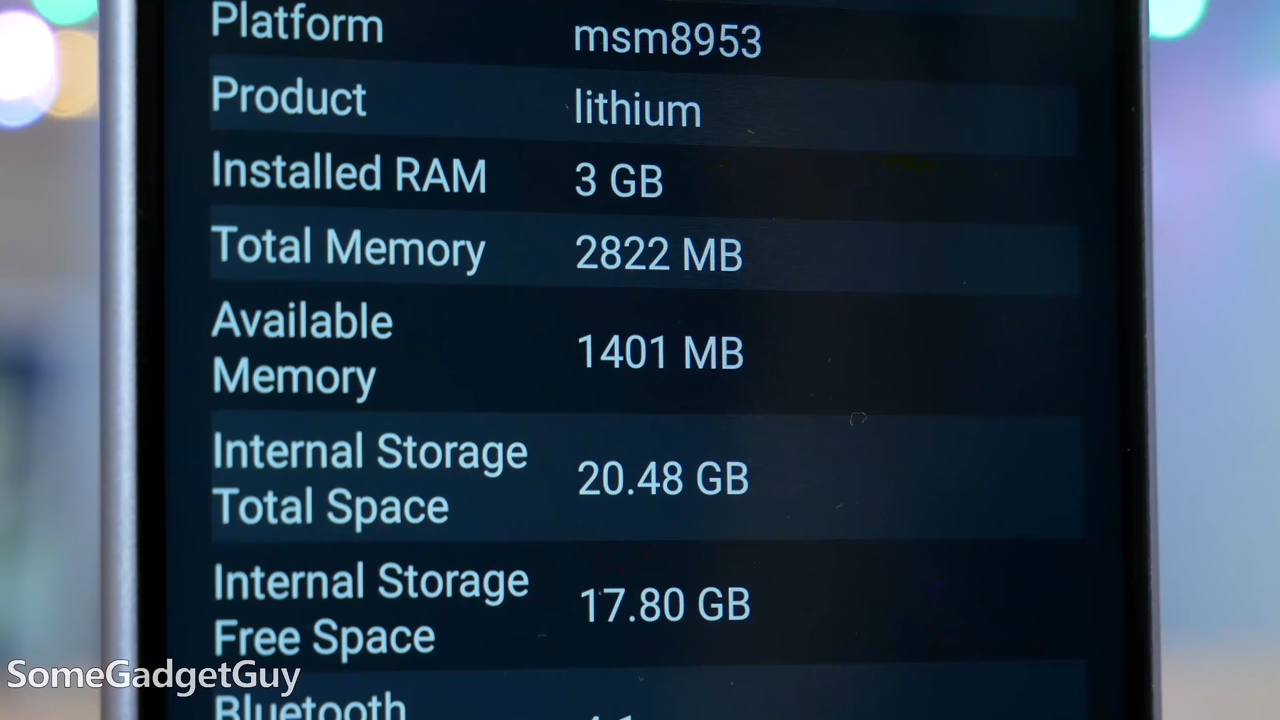 Platform msm8953
Product lithium
Installed RAM 3 GB
Total Memory 2822 MB
Available
Memory 1401 MB
Internal Storage
Total Space 20.48 GB
Internal Storage
Free Space 17.80 GB
SomeGadgetGuy
Bluetooth